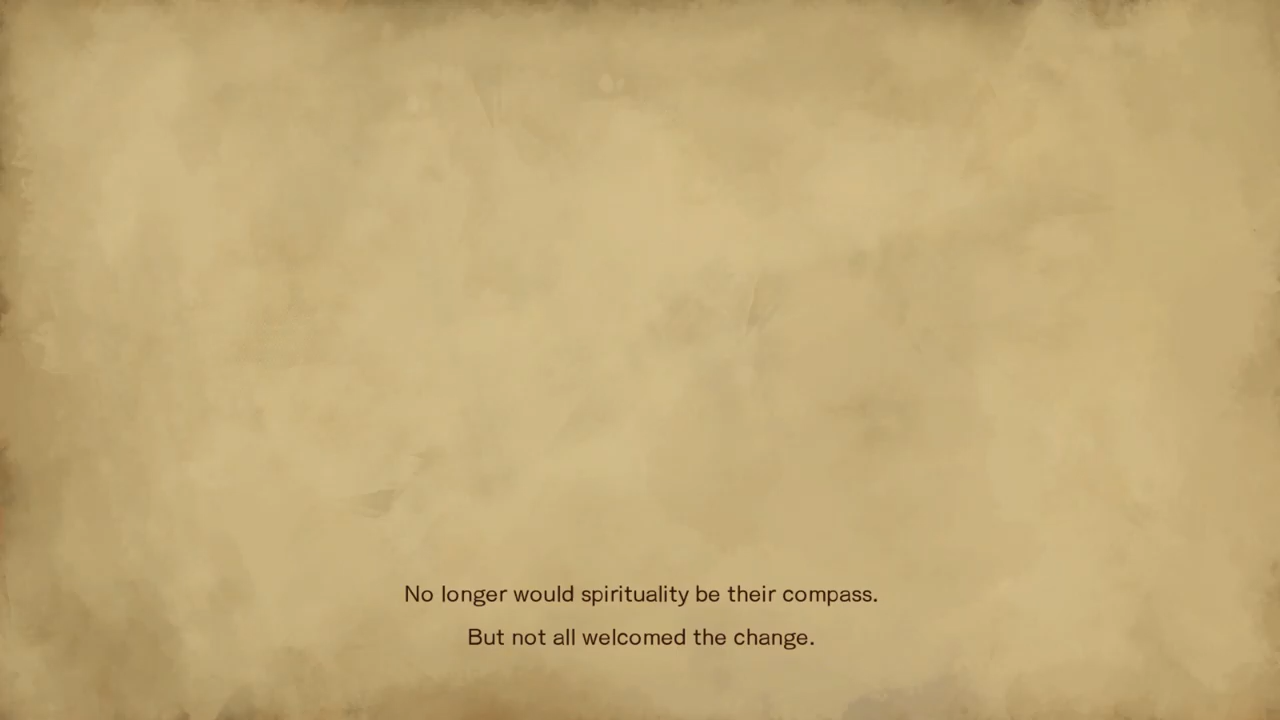 No longer would spirituality be their compass.
But not all welcomed the change.